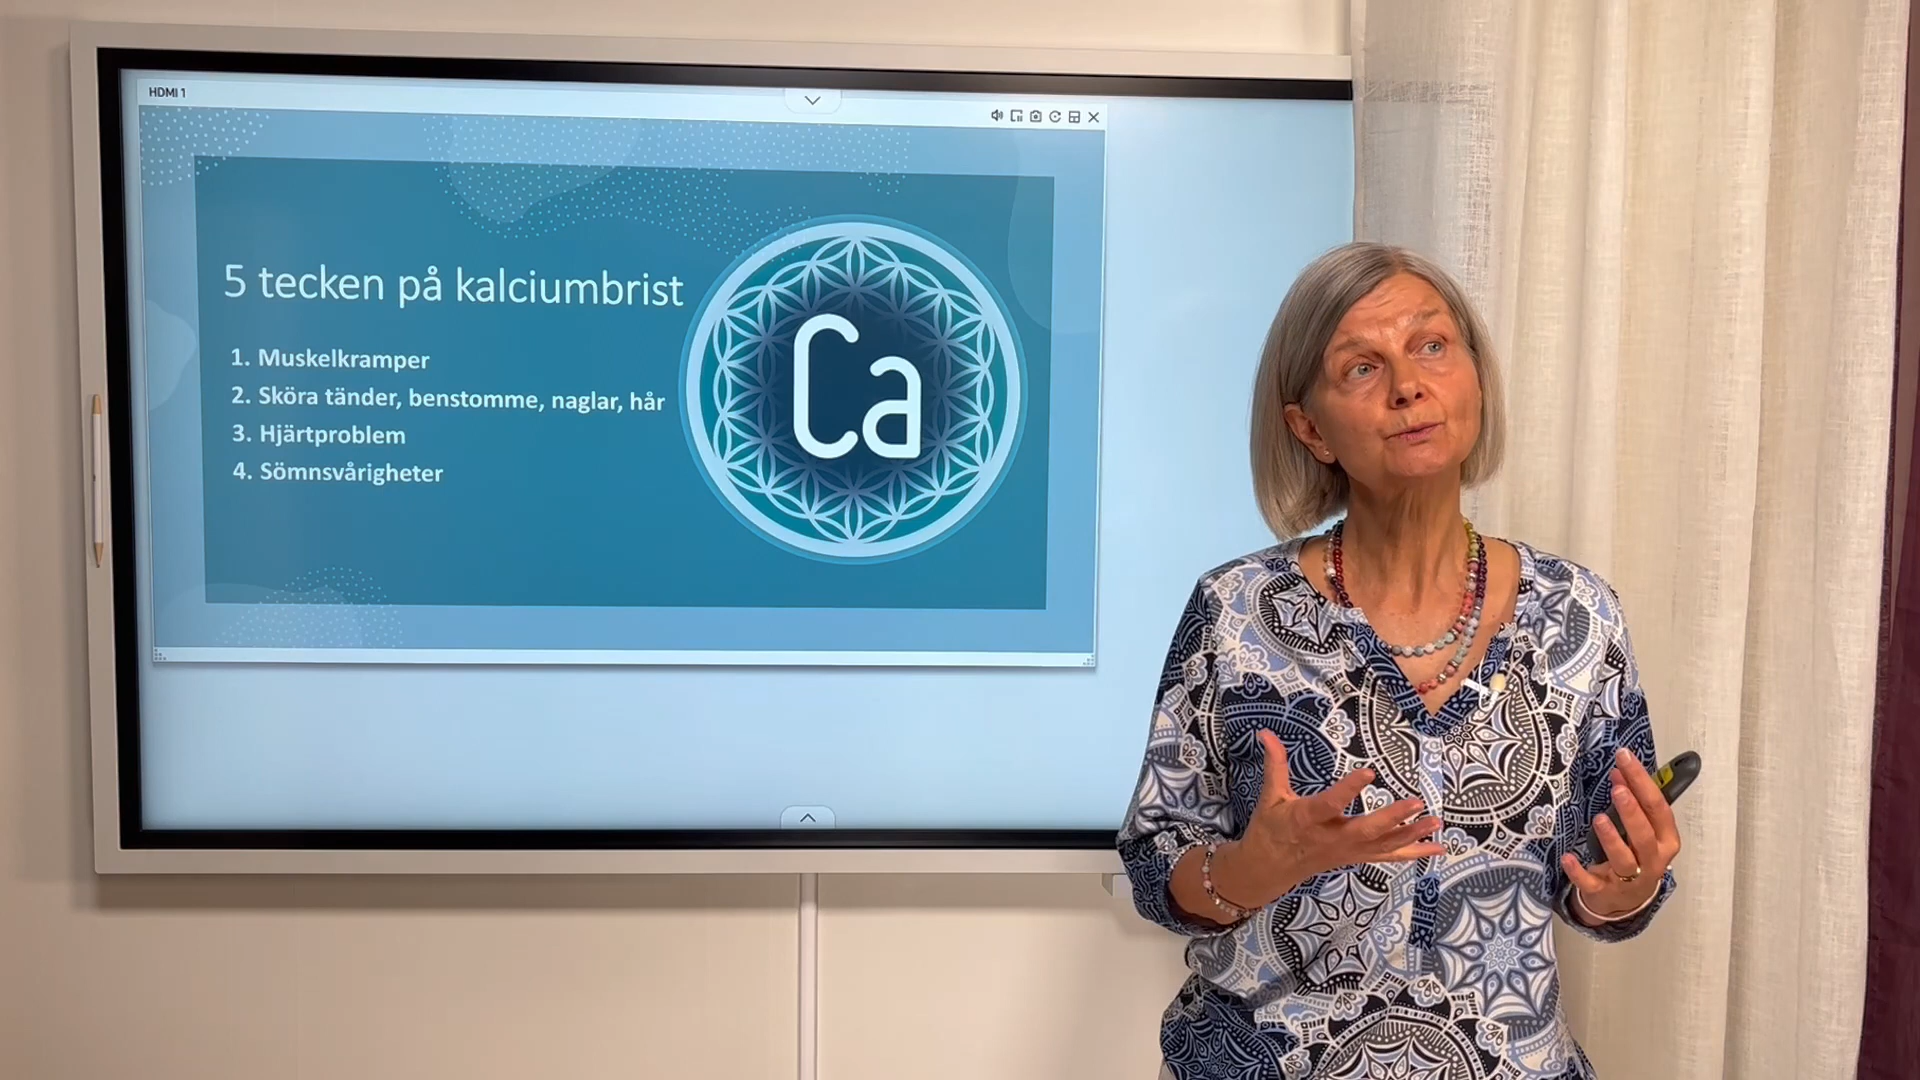 HDMI 1
5 tecken på kalciumbrist
1. Muskelkramper
2. Sköra tänder, benstomme, naglar, hår
3. Hjärtproblem
4. Sömnsvårigheter
Ca